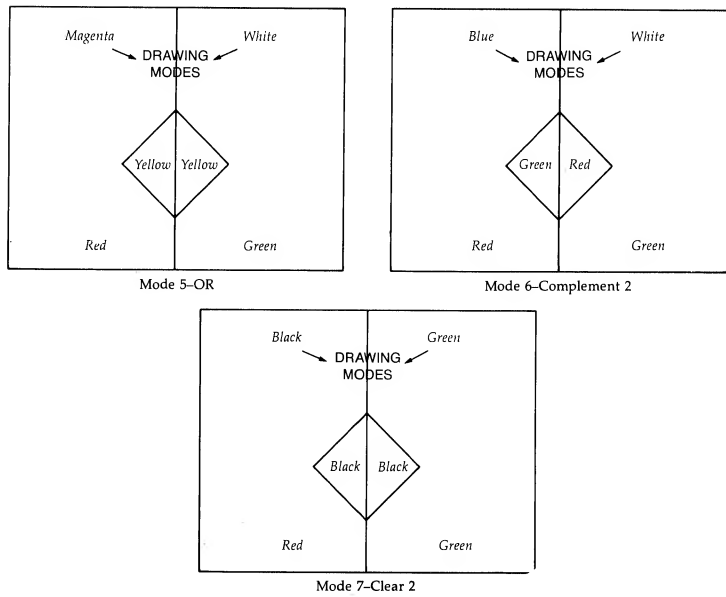 Magenta White
DRAWING
MODES
Yellow Yellow
Red Green
Mode 5–OR
Blue White
DRAWING
MODES
Green Red
Red Green
Mode 6–Complement 2
Black Green
DRAWING
MODES
Black Black
Red Green
Mode 7–Clear 2